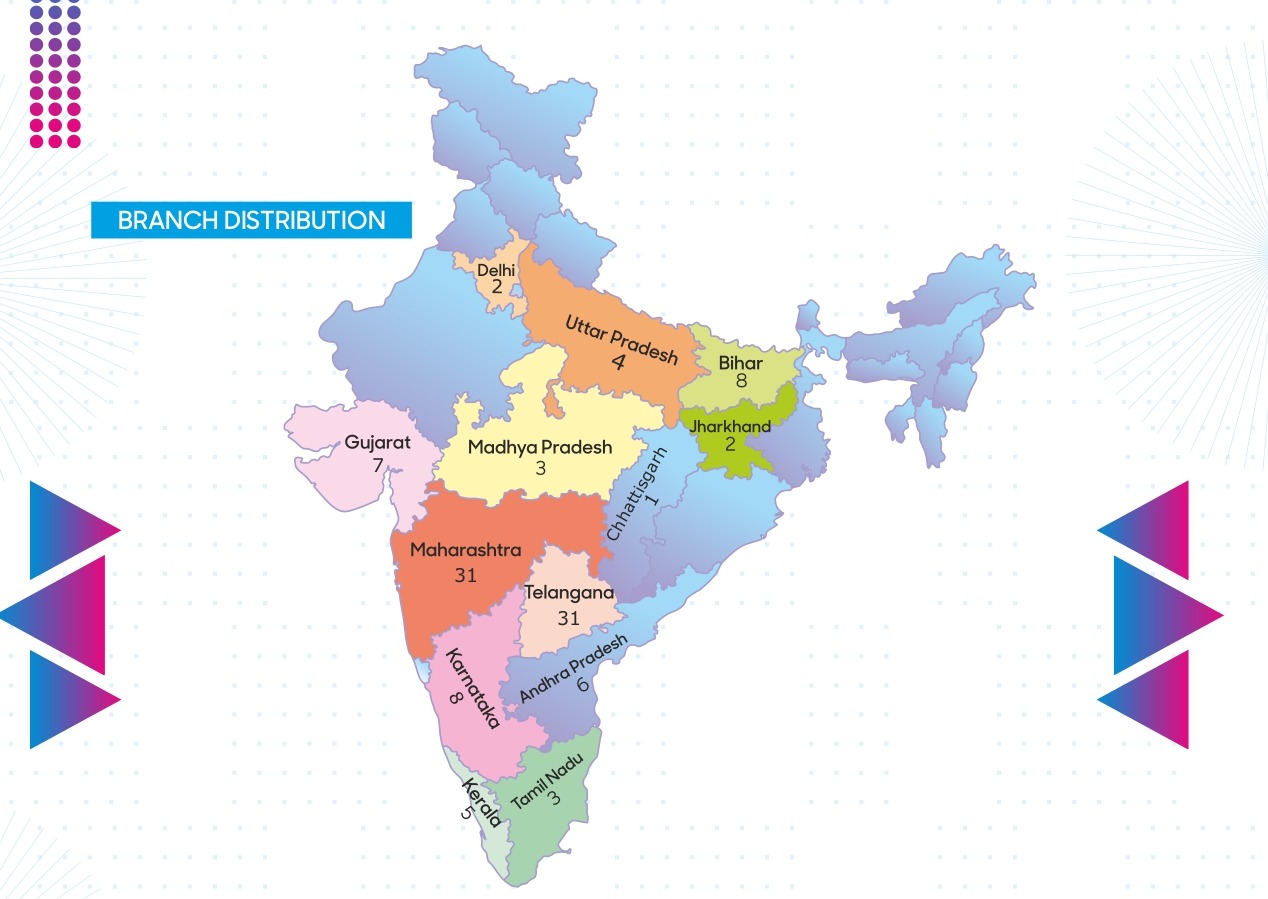 BRANCH DISTRIBUTION
Delhi
2
Uttar Pradesh
4
Bihar
8
Jharkhand
2
Gujarat
7
Madhya Pradesh
3
Chhattisgarh
1
Maharashtra
31
Telangana
31
Karnataka
8
Andhra Pradesh
6
Kerala
5
Tamil Nadu
3